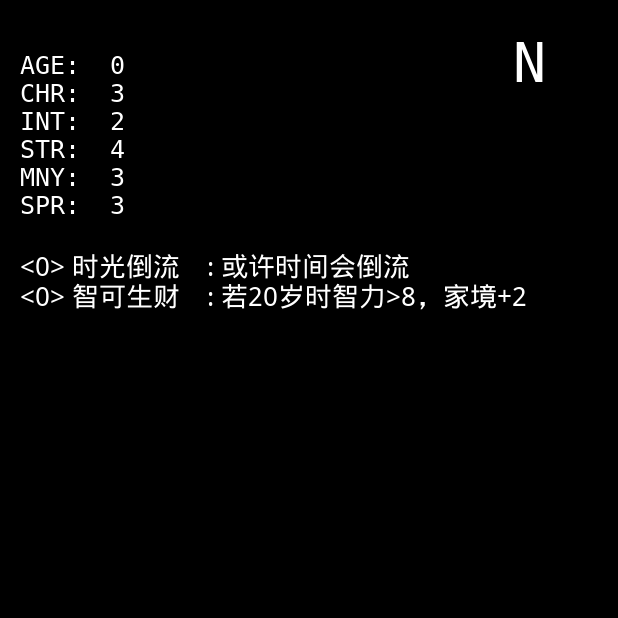 N
AGE: 0
CHR: 3
INT: 2
STR: 4
MNY: 3
SPR: 3
<O> 时光倒流 : 或许时间会倒流
<O> 智可生财 : 若20岁时智力>8，家境+2